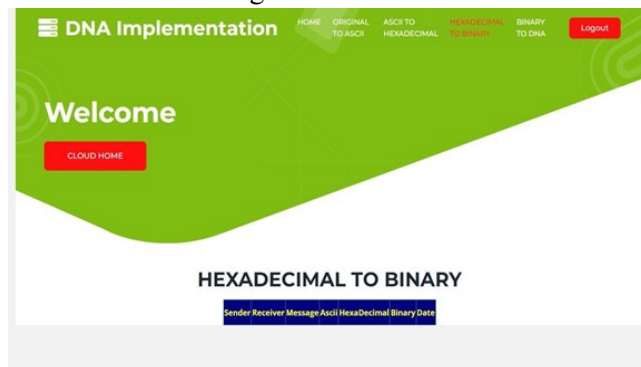 DNA Implementation
HOME
ORIGINAL
TO ASCII
ASCII TO
HEXADECIMAL
HEXADECIMAL
TO BINARY
BINARY
TO DNA
Logout
Welcome
CLOUD HOME
HEXADECIMAL TO BINARY
Sender Receiver Message Ascii HexaDecimal Binary Date